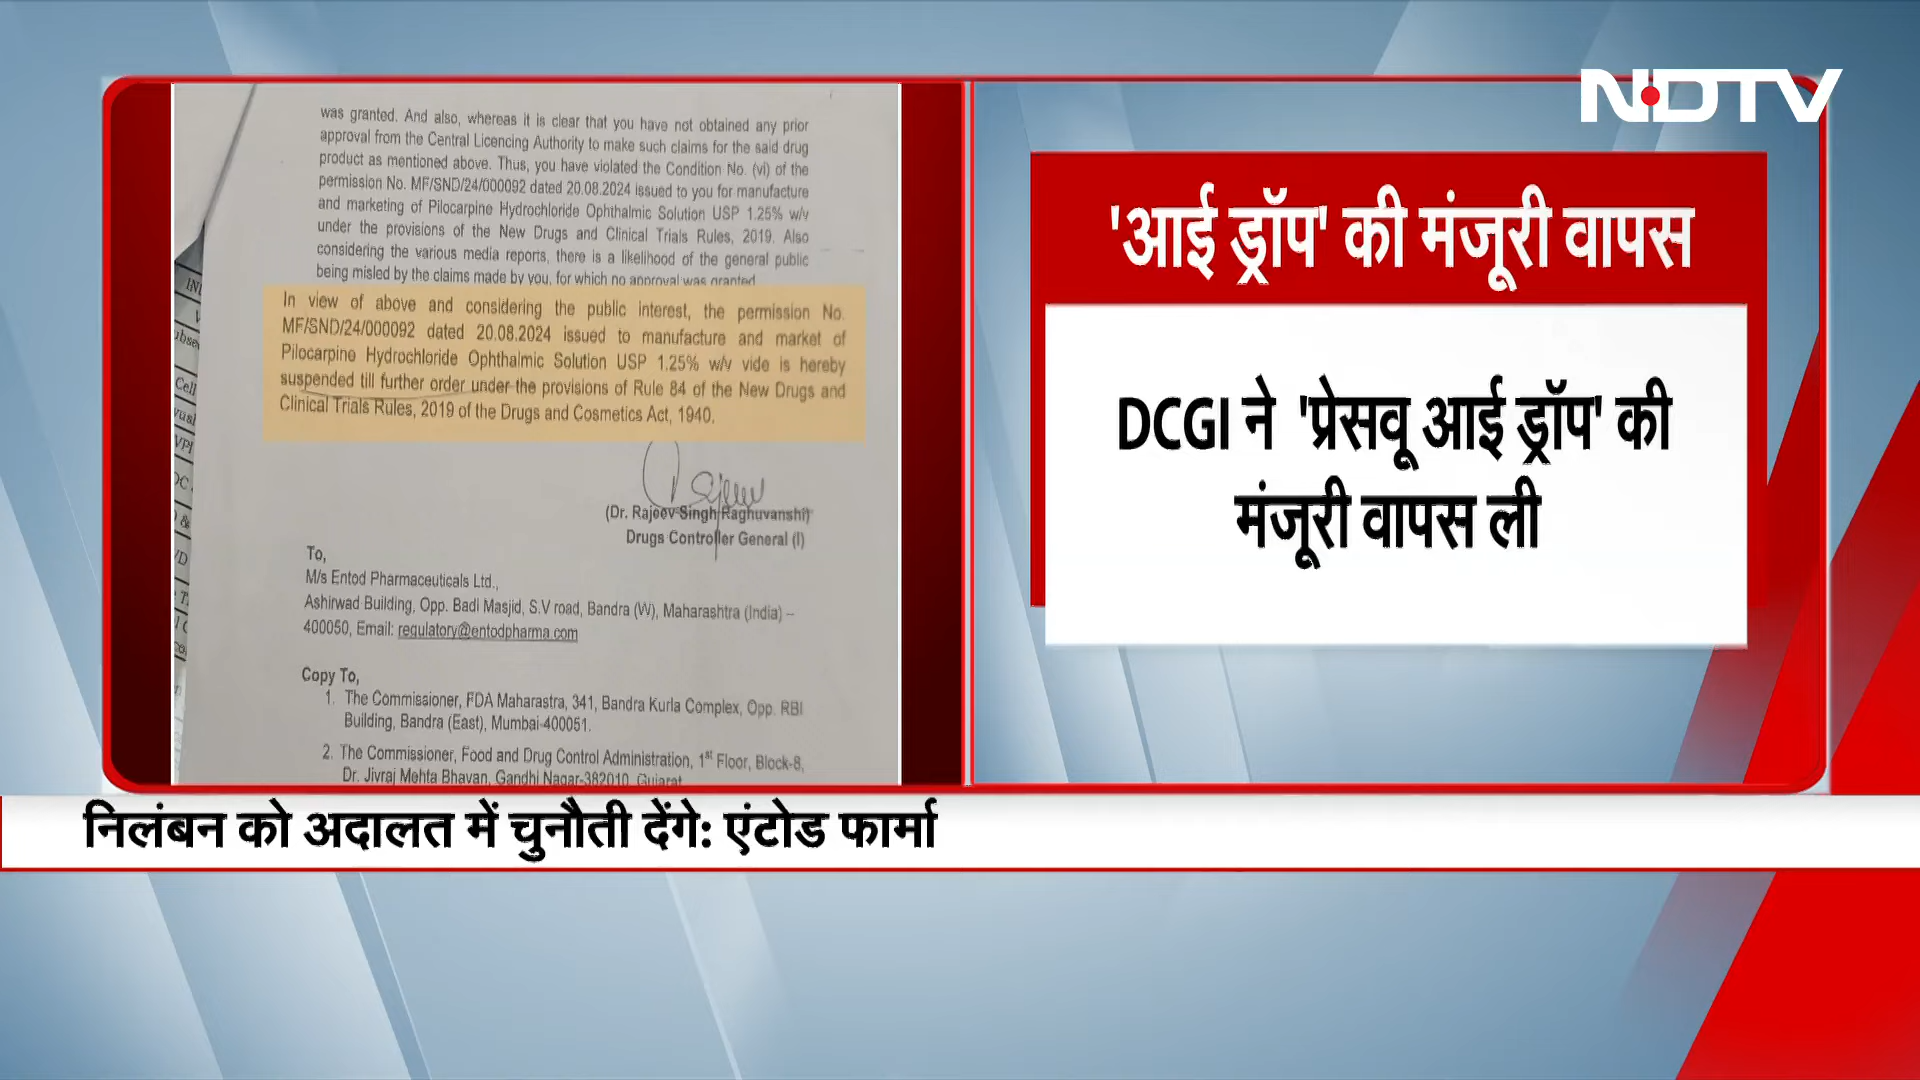 NDTV
was granted. And also, whereas it is clear that you have not obtained any prior
approval from the Central Licencing Authority to make such claims for the said drug
product as mentioned above. Thus, you have violated the Condition No. (vi) of the
permission No. MF/SND/24/000092 dated 20.08.2024 issued to you for manufacture
and marketing of Pilocarpine Hydrochloride Ophthalmic Solution USP 1.25% w/v
under the provisions of the New Drugs and Clinical Trials Rules, 2019. Also
considering the various media reports, there is a likelihood of the general public
being misled by the claims made by you, for which no approval was granted
In view of above and considering the public interest, the permission No.
MF/SND/24/000092 dated 20.08.2024 issued to manufacture and market of
Pilocarpine Hydrochloride Ophthalmic Solution USP 1.25% w/v vide is hereby
suspended till further order under the provisions of Rule 84 of the New Drugs and
Clinical Trials Rules, 2019 of the Drugs and Cosmetics Act, 1940.
Rajeev
(Dr. Rajeev Singh Raghuvanshi)
Drugs Controller General (I)
To,
M/s Entod Pharmaceuticals Ltd.,
Ashirwad Building, Opp. Badi Masjid, S.V road, Bandra (W), Maharashtra (India) –
400050, Email: regulatory@entodpharma.com
Copy To,
1. The Commissioner, FDA Maharastra, 341, Bandra Kurla Complex, Opp. RBI
Building, Bandra (East), Mumbai-400051.
2. The Commissioner, Food and Drug Control Administration, 1st Floor, Block-8,
Dr. Jivraj Mehta Bhavan, Gandhi Nagar-382010, Gujarat
'आई ड्रॉप' की मंजूरी वापस
DCGI ने 'प्रेसवू आई ड्रॉप' की
मंजूरी वापस ली
निलंबन को अदालत में चुनौती देंगे: एंटोड फार्मा